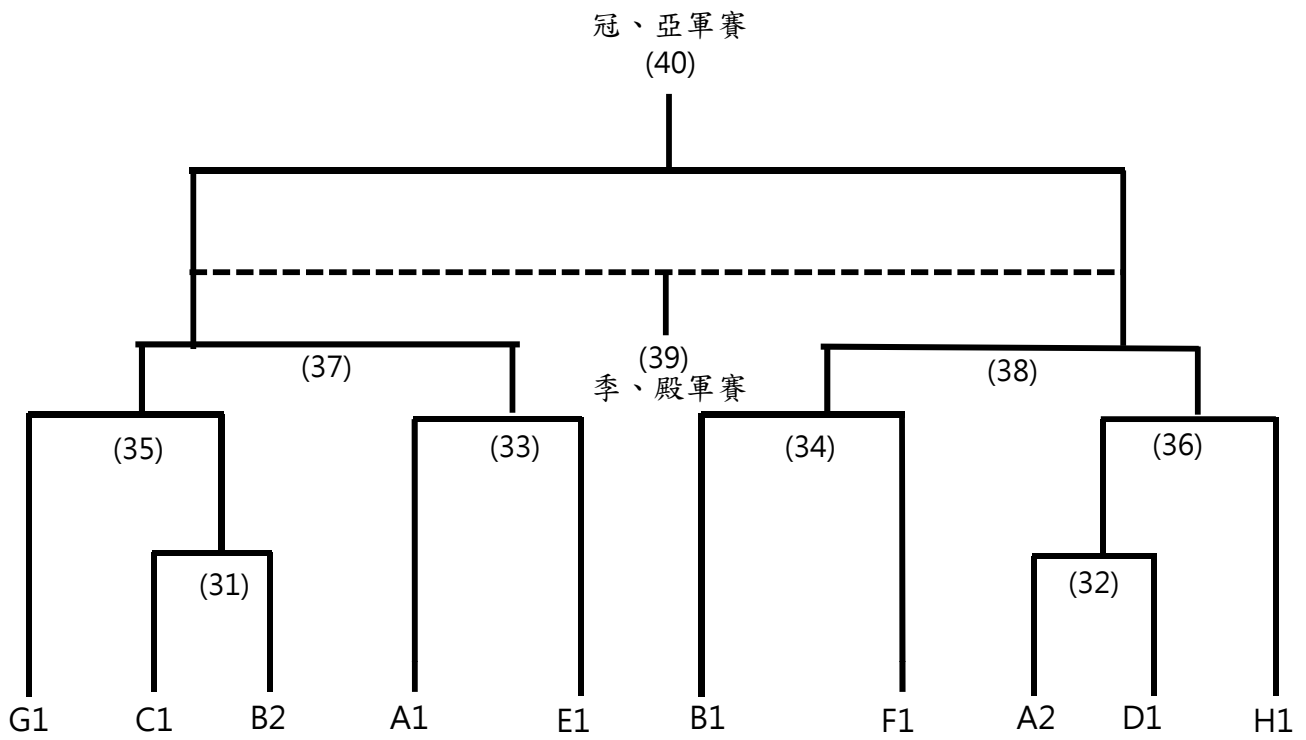 冠、亞軍賽
(40)
(37)
(39)
季、殿軍賽
(38)
(35)
(33)
(34)
(36)
(31)
(32)
G1
C1
B2
A1
E1
B1
F1
A2
D1
H1